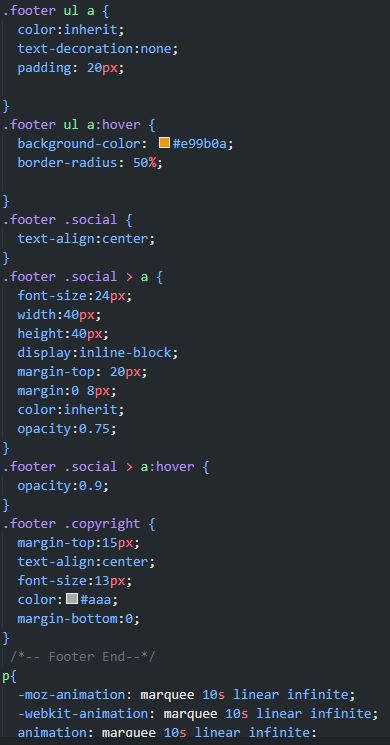 .footer ul a {
color:inherit;
text-decoration:none;
padding: 20px;
}
.footer ul a:hover {
background-color: #e99b0a;
border-radius: 50%;
}
.footer .social {
text-align:center;
}
.footer .social > a {
font-size:24px;
width:40px;
height:40px;
display:inline-block;
margin-top: 20px;
margin:0 8px;
color:inherit;
opacity:0.75;
}
.footer .social > a:hover {
opacity:0.9;
}
.footer .copyright {
margin-top:15px;
text-align:center;
font-size:13px;
color:#aaa;
margin-bottom:0;
}
/*-- Footer End--*/
p{
-moz-animation: marquee 10s linear infinite;
-webkit-animation: marquee 10s linear infinite;
animation: marquee 10s linear infinite;